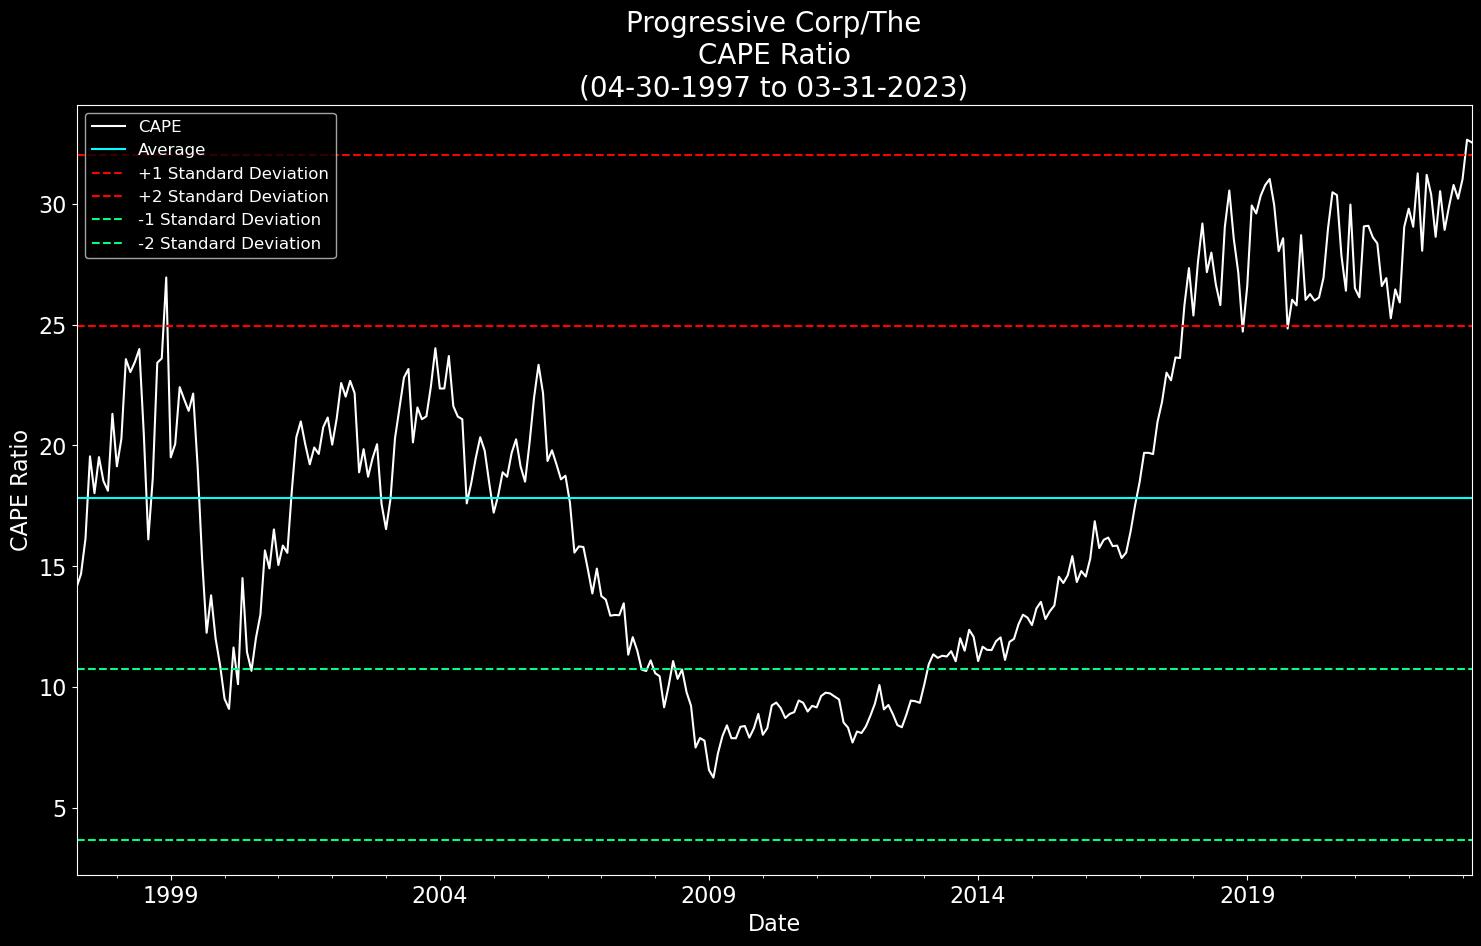 Progressive Corp/The
CAPE Ratio
(04-30-1997 to 03-31-2023)
CAPE
Average
+1 Standard Deviation
+2 Standard Deviation
-1 Standard Deviation
-2 Standard Deviation
30
25
20
15
10
5
CAPE Ratio
1999
2004
2009
2014
2019
Date